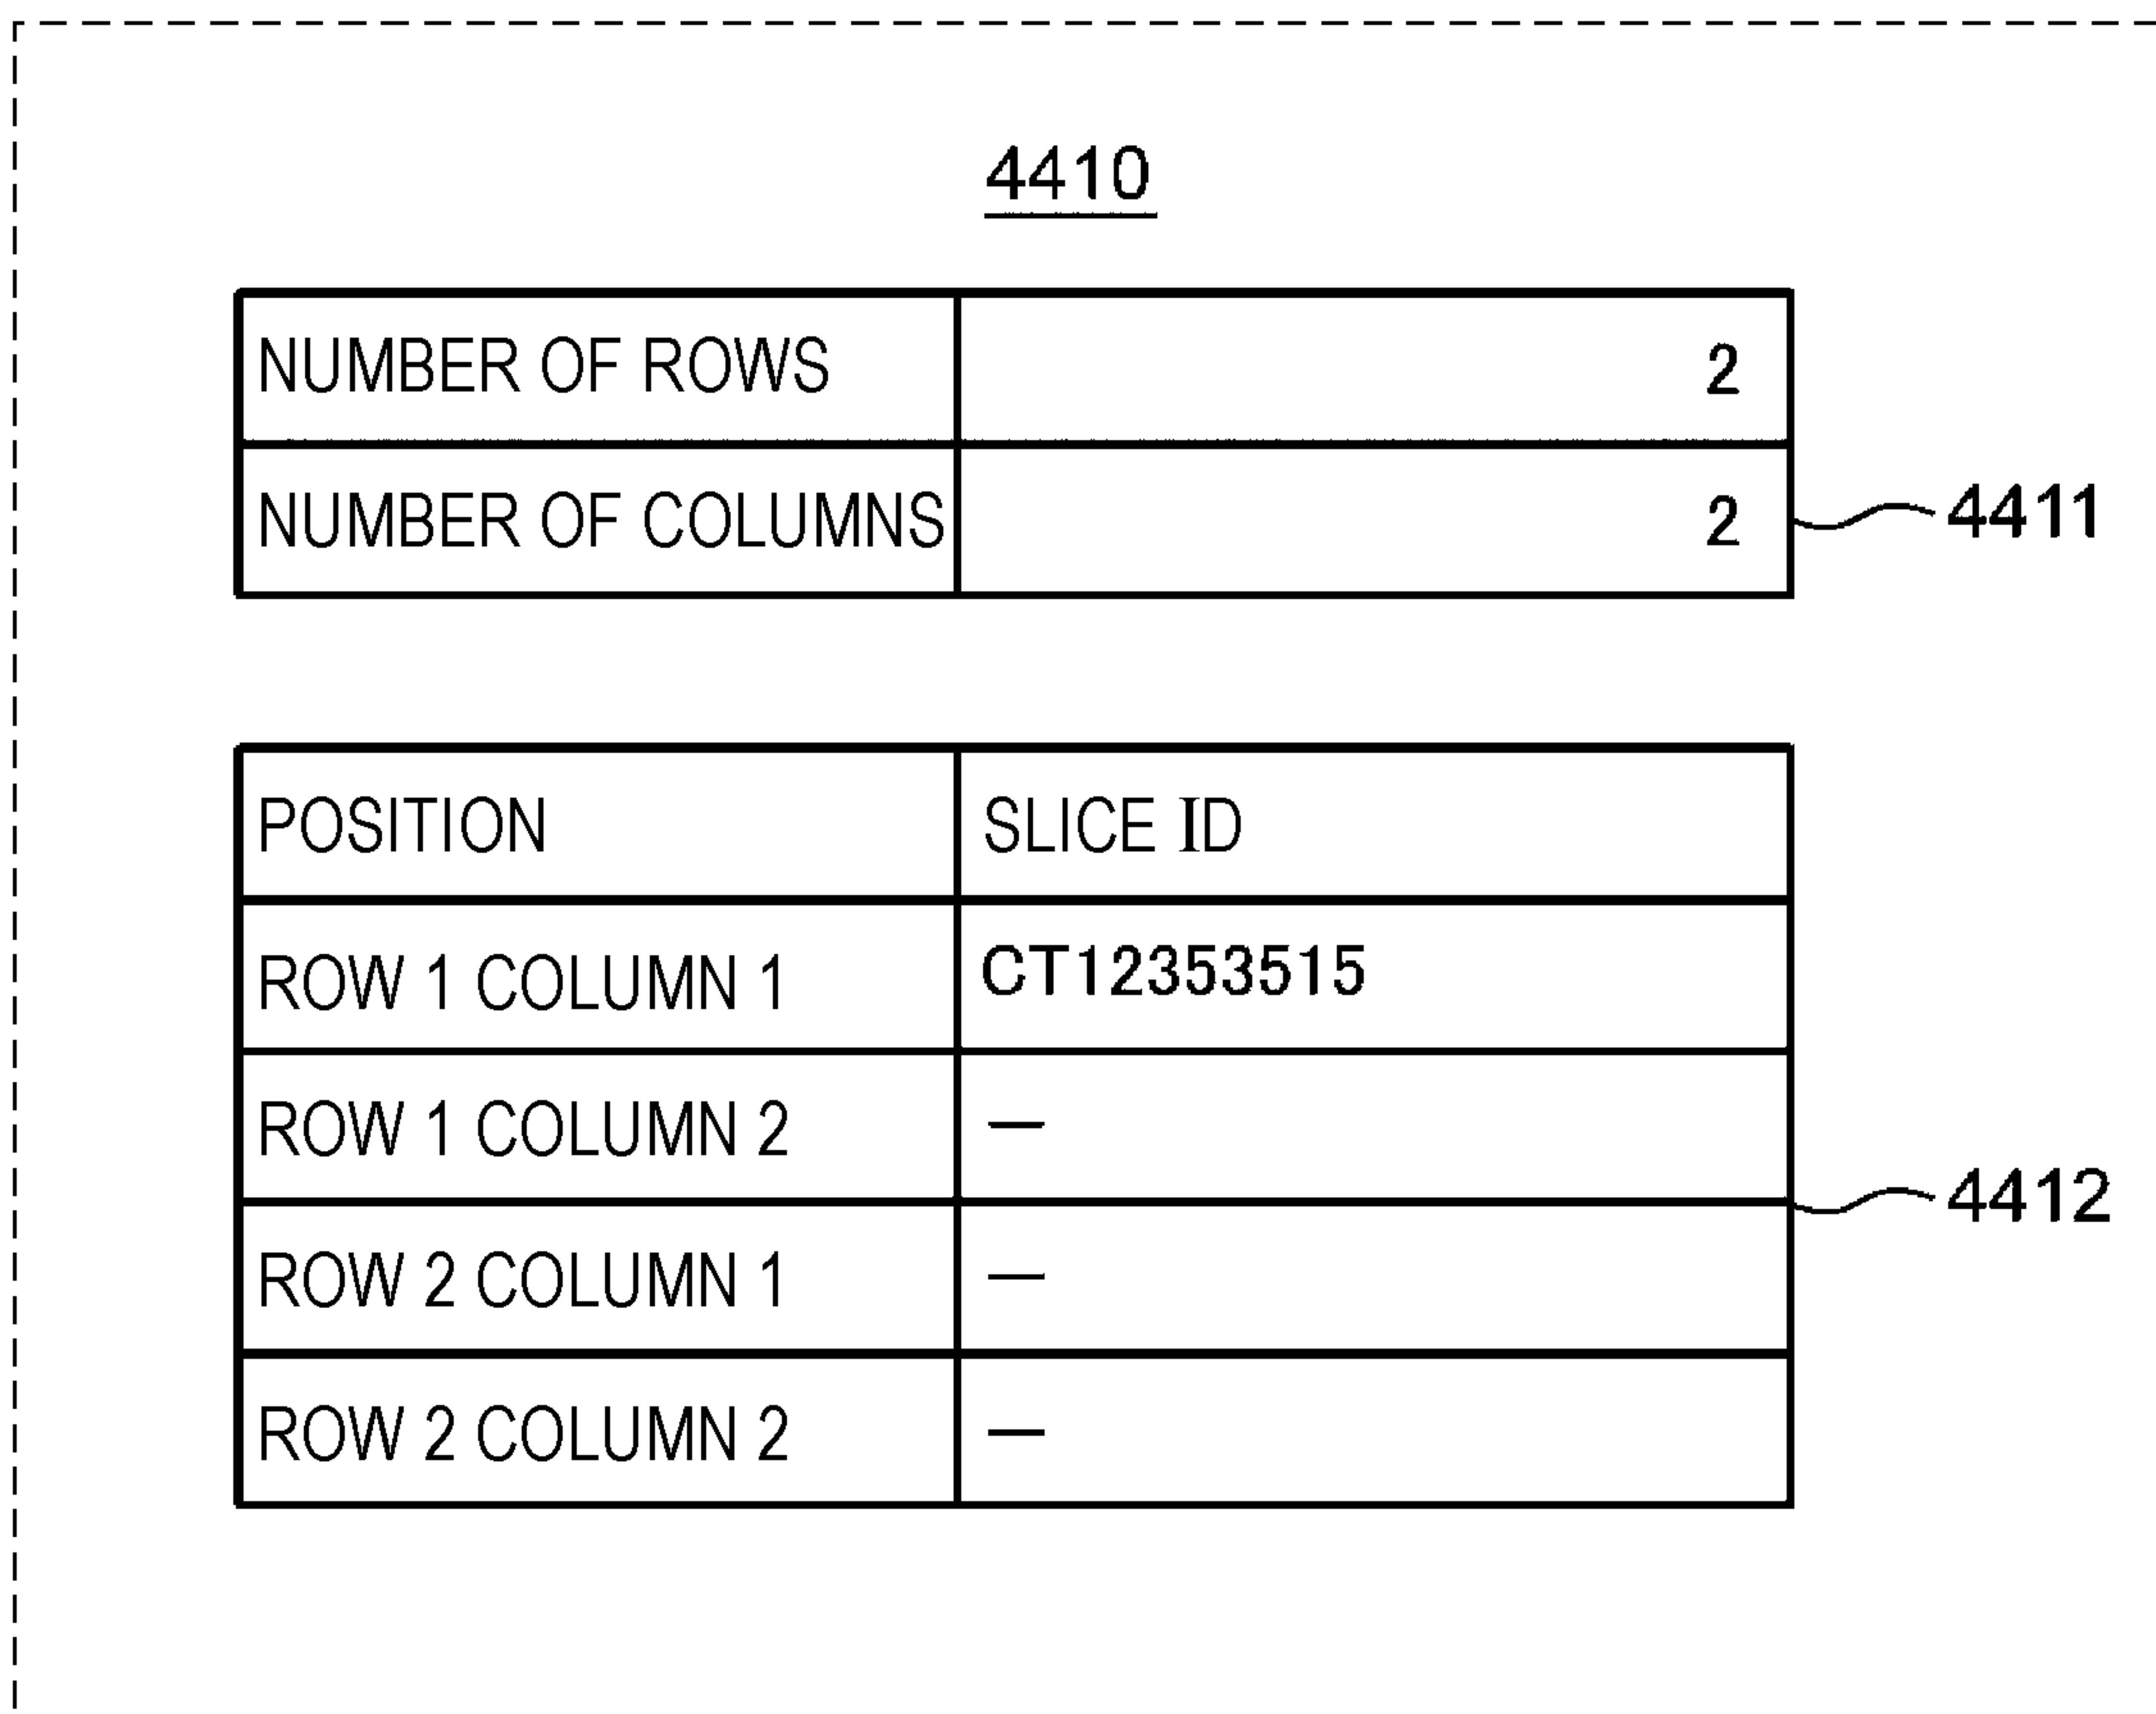 4410
NUMBER OF ROWS 2
NUMBER OF COLUMNS 2
4411
POSITION SLICE ID
ROW 1 COLUMN 1 CT12353515
ROW 1 COLUMN 2 —
4412
ROW 2 COLUMN 1 —
ROW 2 COLUMN 2 —